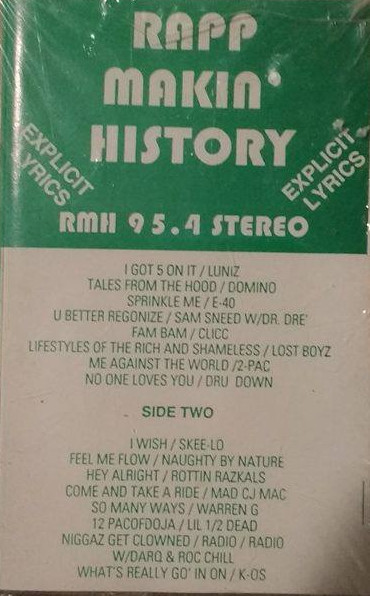 RAPP
MAKIN'
HISTORY
EXPLICIT
LYRICS
EXPLICIT
LYRICS
RMH 95.4 STEREO
I GOT 5 ON IT / LUNIZ
TALES FROM THE HOOD / DOMINO
SPRINKLE ME / E-40
U BETTER REGONIZE / SAM SNEED W/DR. DRE'
FAM BAM / CLICC
LIFESTYLES OF THE RICH AND SHAMELESS / LOST BOYZ
ME AGAINST THE WORLD /2-PAC
NO ONE LOVES YOU / DRU DOWN
SIDE TWO
I WISH / SKEE-LO
FEEL ME FLOW / NAUGHTY BY NATURE
HEY ALRIGHT / ROTTIN RAZKALS
COME AND TAKE A RIDE / MAD CJ MAC
SO MANY WAYS / WARREN G
12 PACOFDOJA / LIL 1/2 DEAD
NIGGAZ GET CLOWNED / RADIO / RADIO
W/DARQ & ROC CHILL
WHAT'S REALLY GO' IN ON / K-OS